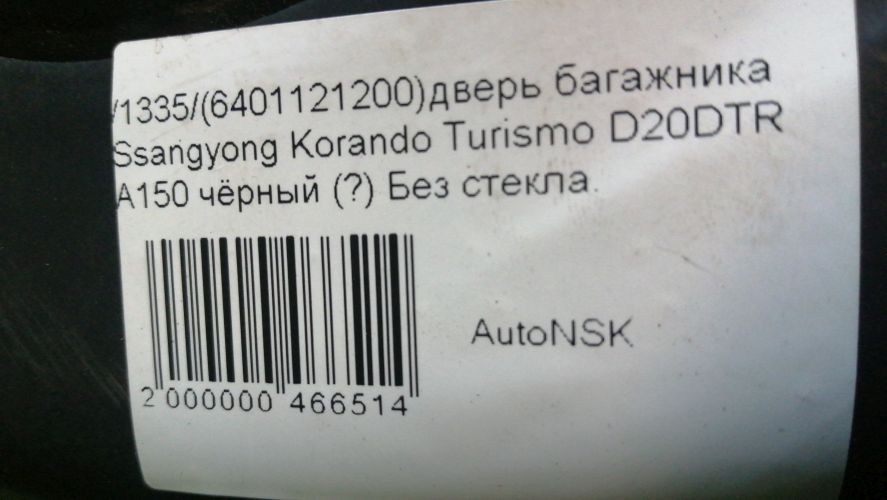 /1335/(6401121200)дверь багажника
Ssangyong Korando Turismo D20DTR
A150 чёрный (?) Без стекла.
AutoNSK
2 000000 466514